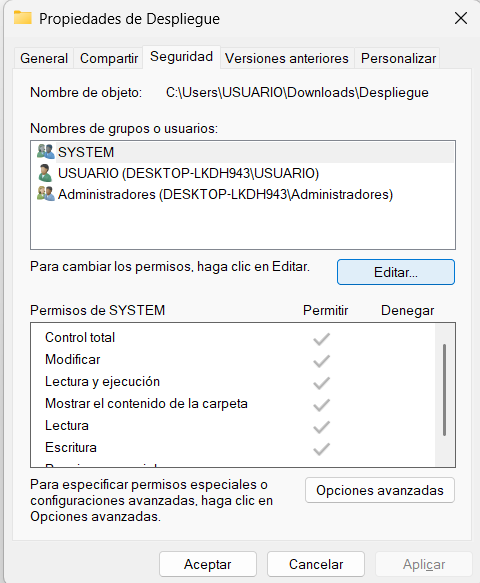 Propiedades de Despliegue
General Compartir Seguridad Versiones anteriores Personalizar
Nombre de objeto: C:\Users\USUARIO\Downloads\Despliegue
Nombres de grupos o usuarios:
SYSTEM
USUARIO (DESKTOP-LKDH943\USUARIO)
Administradores (DESKTOP-LKDH943\Administradores)
Para cambiar los permisos, haga clic en Editar. Editar...
Permisos de SYSTEM Permitir Denegar
Control total
Modificar
Lectura y ejecución
Mostrar el contenido de la carpeta
Lectura
Escritura
Para especificar permisos especiales o
configuraciones avanzadas, haga clic en
Opciones avanzadas.
Opciones avanzadas
Aceptar Cancelar Aplicar